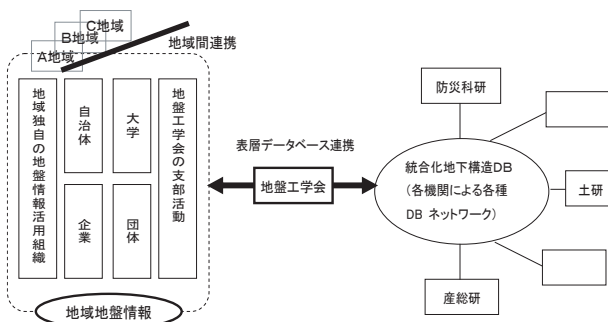 C地域
B地域
A地域
地域間連携
地域独自の地盤情報活用組織
自治体
大学
企業
団体
地盤工学会の支部活動
地域地盤情報
表層データベース連携
地盤工学会
防災科研
統合化地下構造DB
(各機関による各種
DB ネットワーク)
土研
産総研